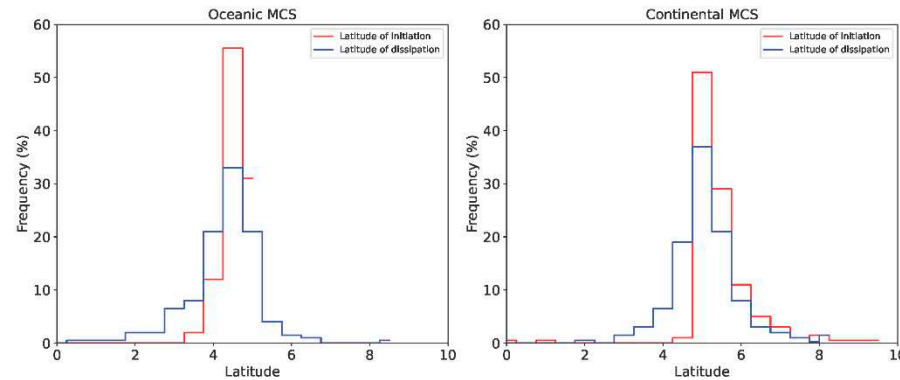 Oceanic MCS
60
50
40
30
20
10
0
Frequency (%)
Latitude of initiation
Latitude of dissipation
0 2 4 6 8 10
Latitude
Continental MCS
60
50
40
30
20
10
0
Frequency (%)
Latitude of initiation
Latitude of dissipation
0 2 4 6 8 10
Latitude